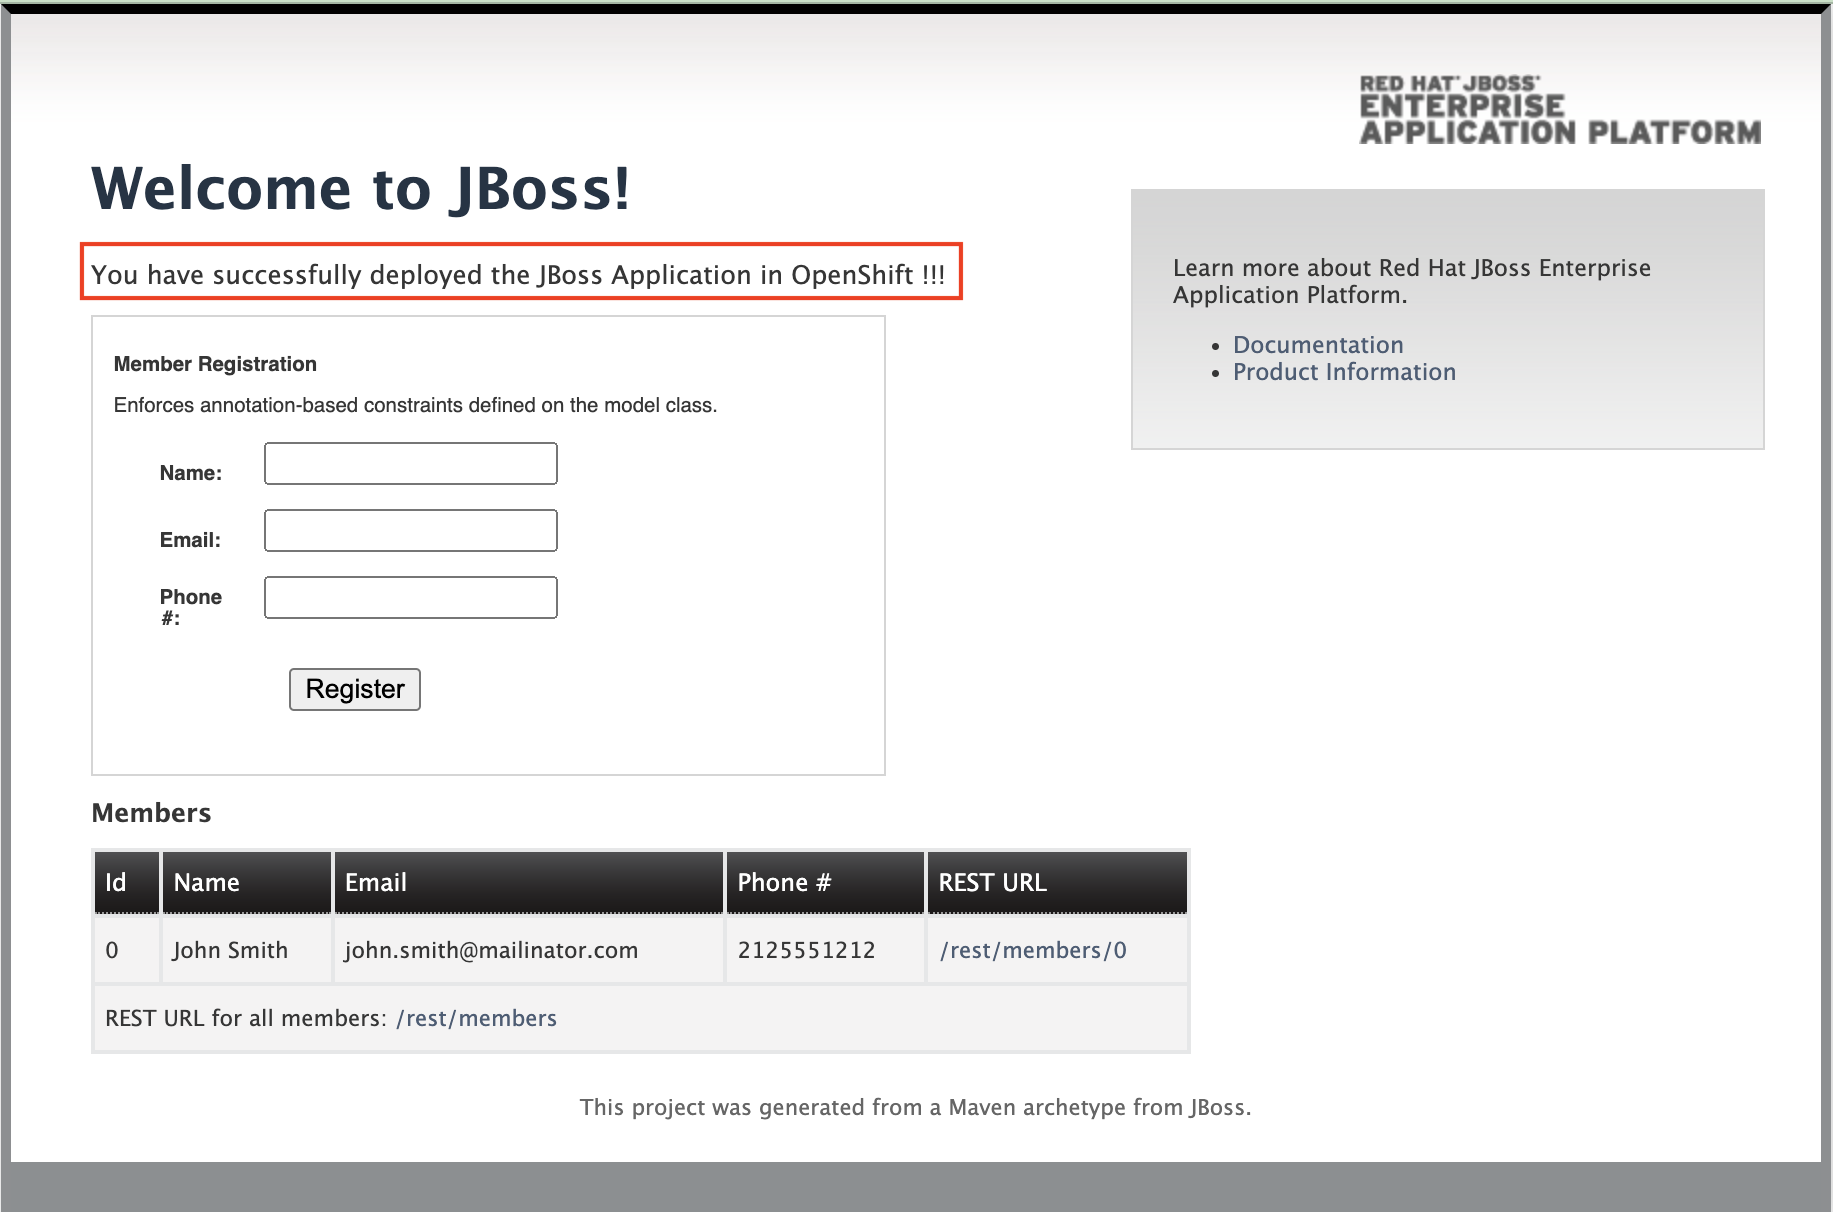 RED HAT® JBOSS®
ENTERPRISE
APPLICATION PLATFORM
Welcome to JBoss!
You have successfully deployed the JBoss Application in OpenShift !!!
Learn more about Red Hat JBoss Enterprise
Application Platform.
• Documentation
• Product Information
Member Registration
Enforces annotation-based constraints defined on the model class.
Name:
Email:
Phone
#:
Register
Members
Id Name Email Phone # REST URL
0 John Smith john.smith@mailinator.com 2125551212 /rest/members/0
REST URL for all members: /rest/members
This project was generated from a Maven archetype from JBoss.